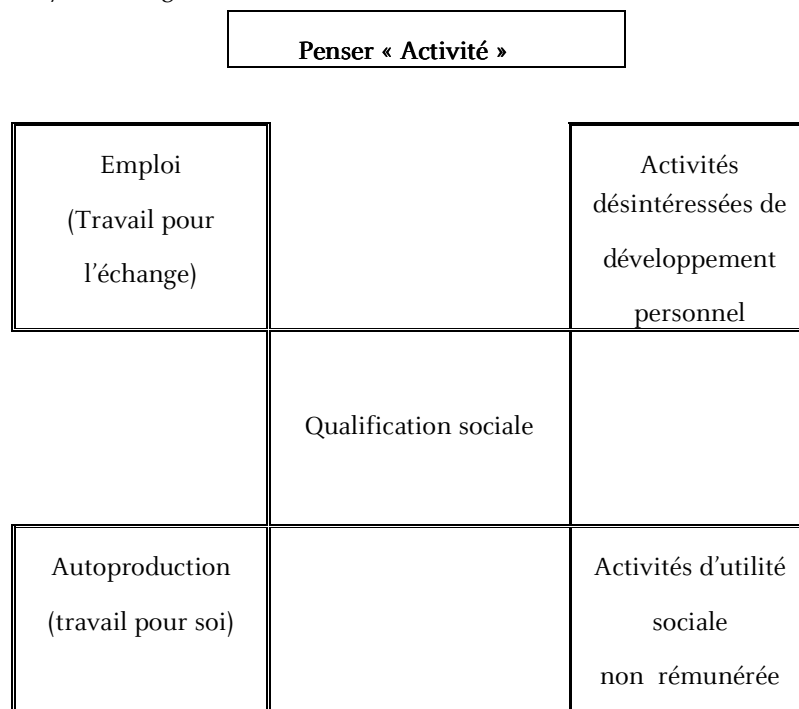 Penser « Activité »
Emploi
(Travail pour
l'échange)
Activités
désintéressées de
développement
personnel
Qualification sociale
Autoproduction
(travail pour soi)
Activités d'utilité
sociale
non rémunérée